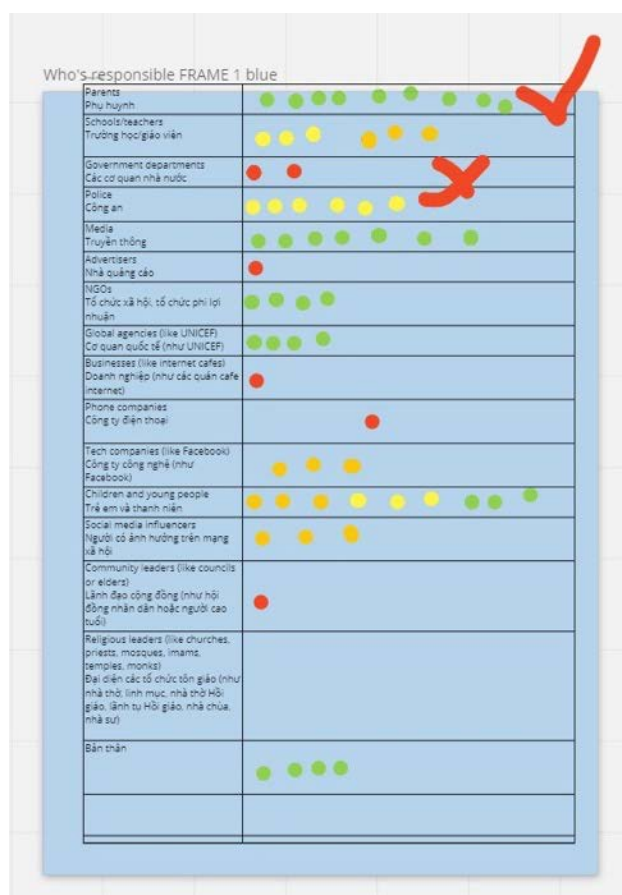 Who's responsible FRAME 1 blue
Parents
Phụ huynh
Schools/teachers
Trường học/giáo viên
Government departments
Các cơ quan nhà nước
Police
Công an
Media
Truyền thông
Advertisers
Nhà quảng cáo
NGOs
Tổ chức xã hội, tổ chức phi lợi
nhuận
Global agencies (like UNICEF)
Cơ quan quốc tế (như UNICEF)
Businesses (like internet cafes)
Doanh nghiệp (như các quán cafe
internet)
Phone companies
Công ty điện thoại
Tech companies (like Facebook)
Công ty công nghệ (như
Facebook)
Children and young people
Trẻ em và thanh niên
Social media influencers
Người có ảnh hưởng trên mạng
xã hội
Community leaders (like councils
or elders)
Lãnh đạo cộng đồng (như hội
đồng nhân dân hoặc người cao
tuổi)
Religious leaders (like churches,
priests, mosques, imams,
temples, monks)
Đại diện các tổ chức tôn giáo (như
nhà thờ, linh mục, nhà thờ Hồi
giáo, lãnh tụ Hồi giáo, nhà chùa,
nhà sư)
Bản thân